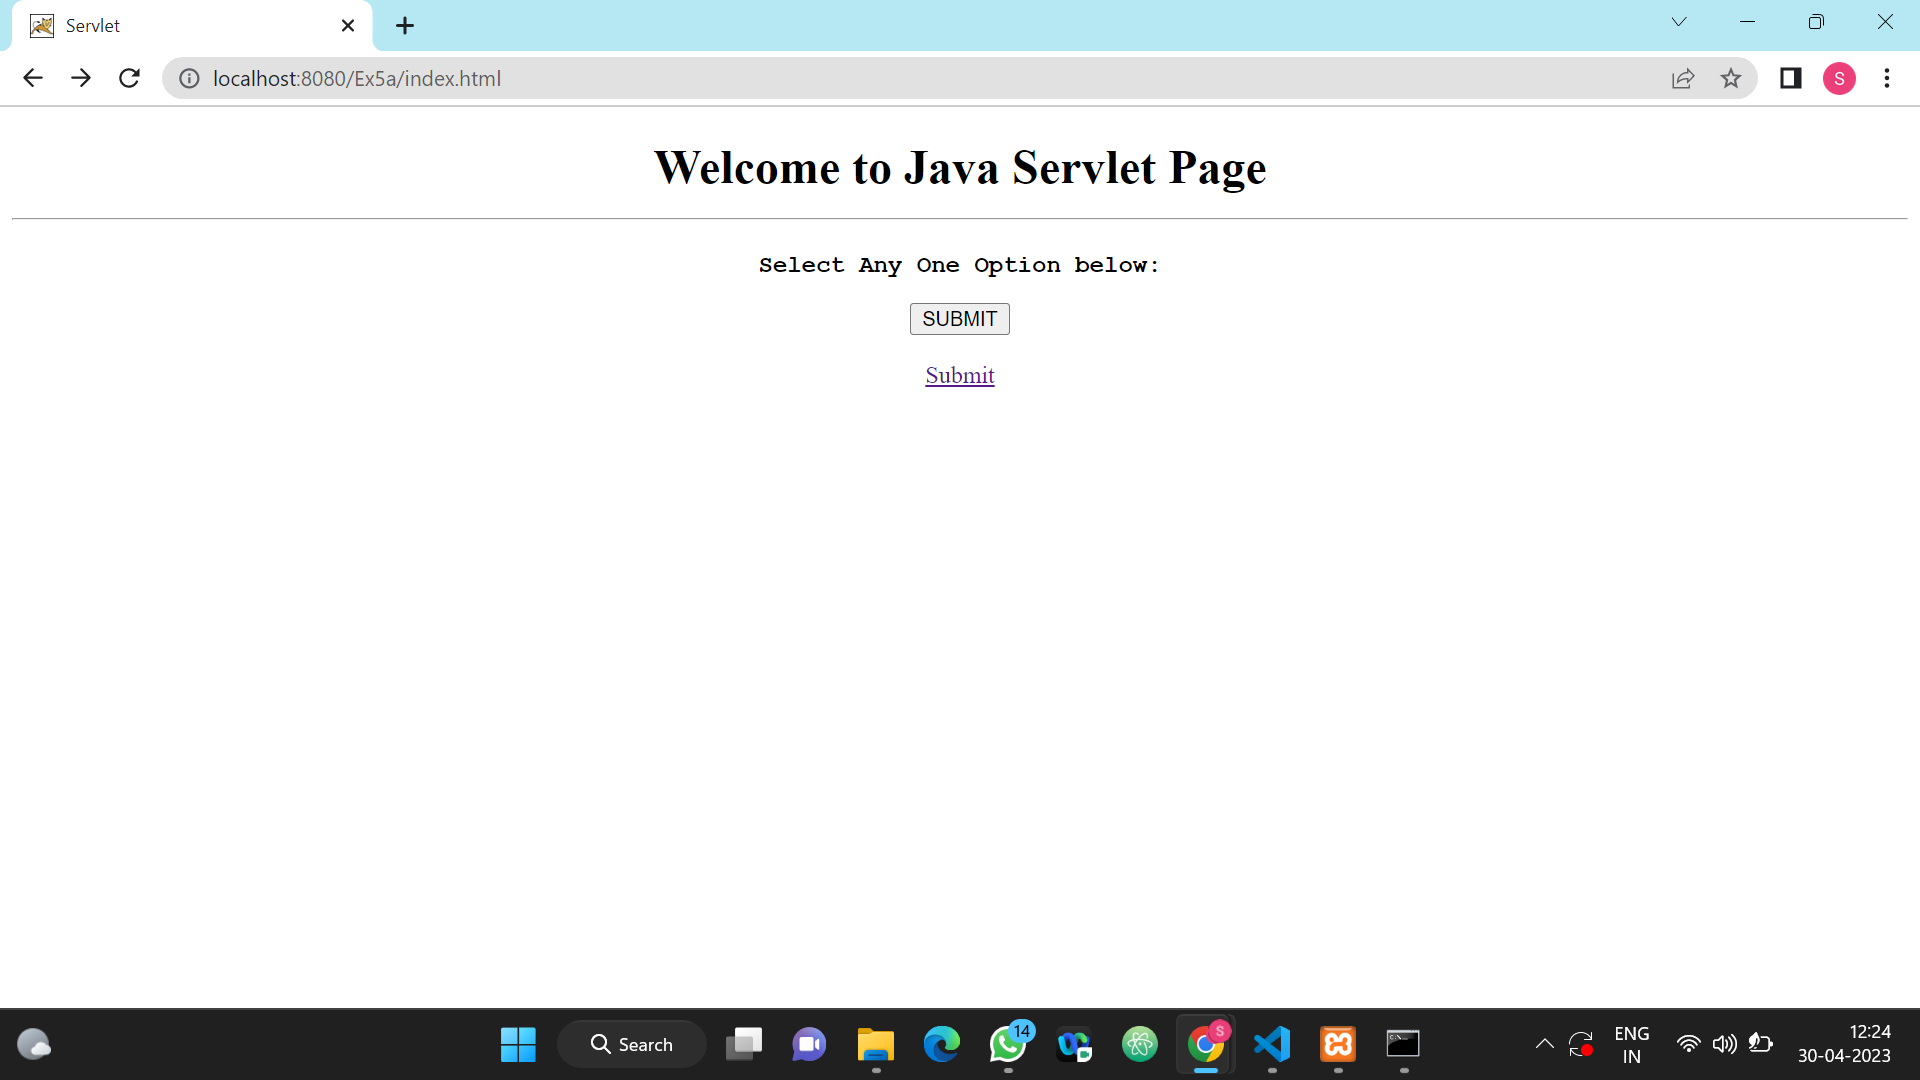 Servlet
localhost:8080/Ex5a/index.html
S
Welcome to Java Servlet Page
Select Any One Option below:
SUBMIT
Submit
Search
14
S
ENG
IN
12:24
30-04-2023